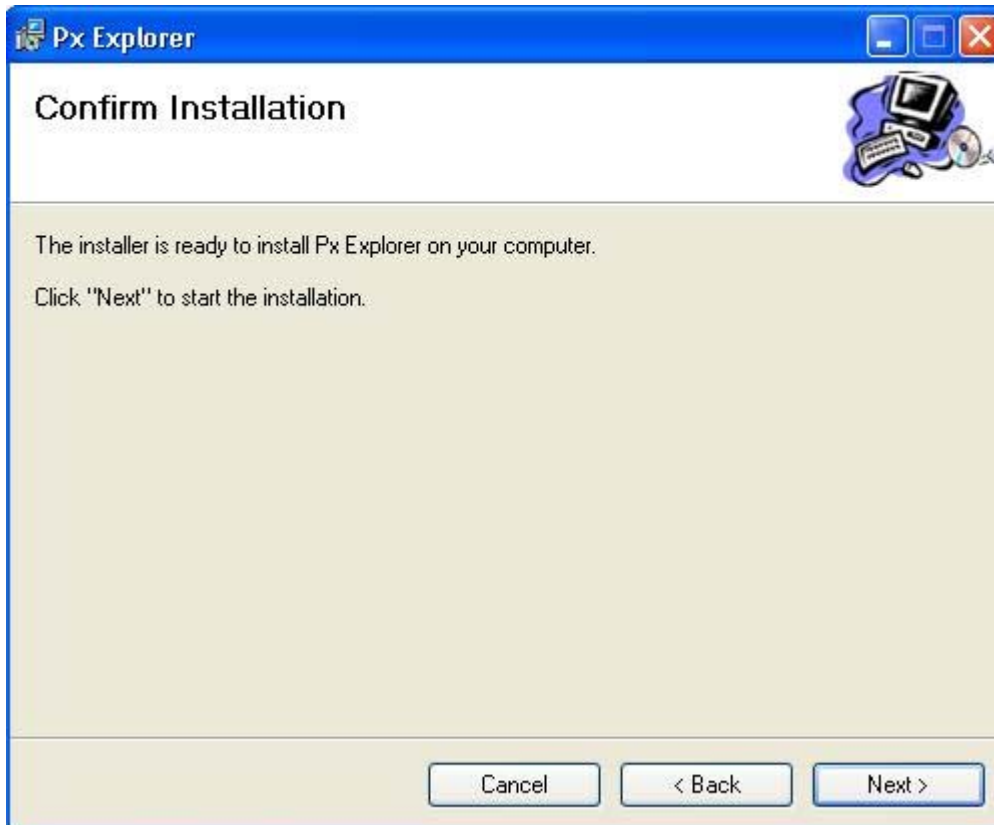 Px Explorer
Confirm Installation
The installer is ready to install Px Explorer on your computer.
Click "Next" to start the installation.
Cancel
< Back
Next >